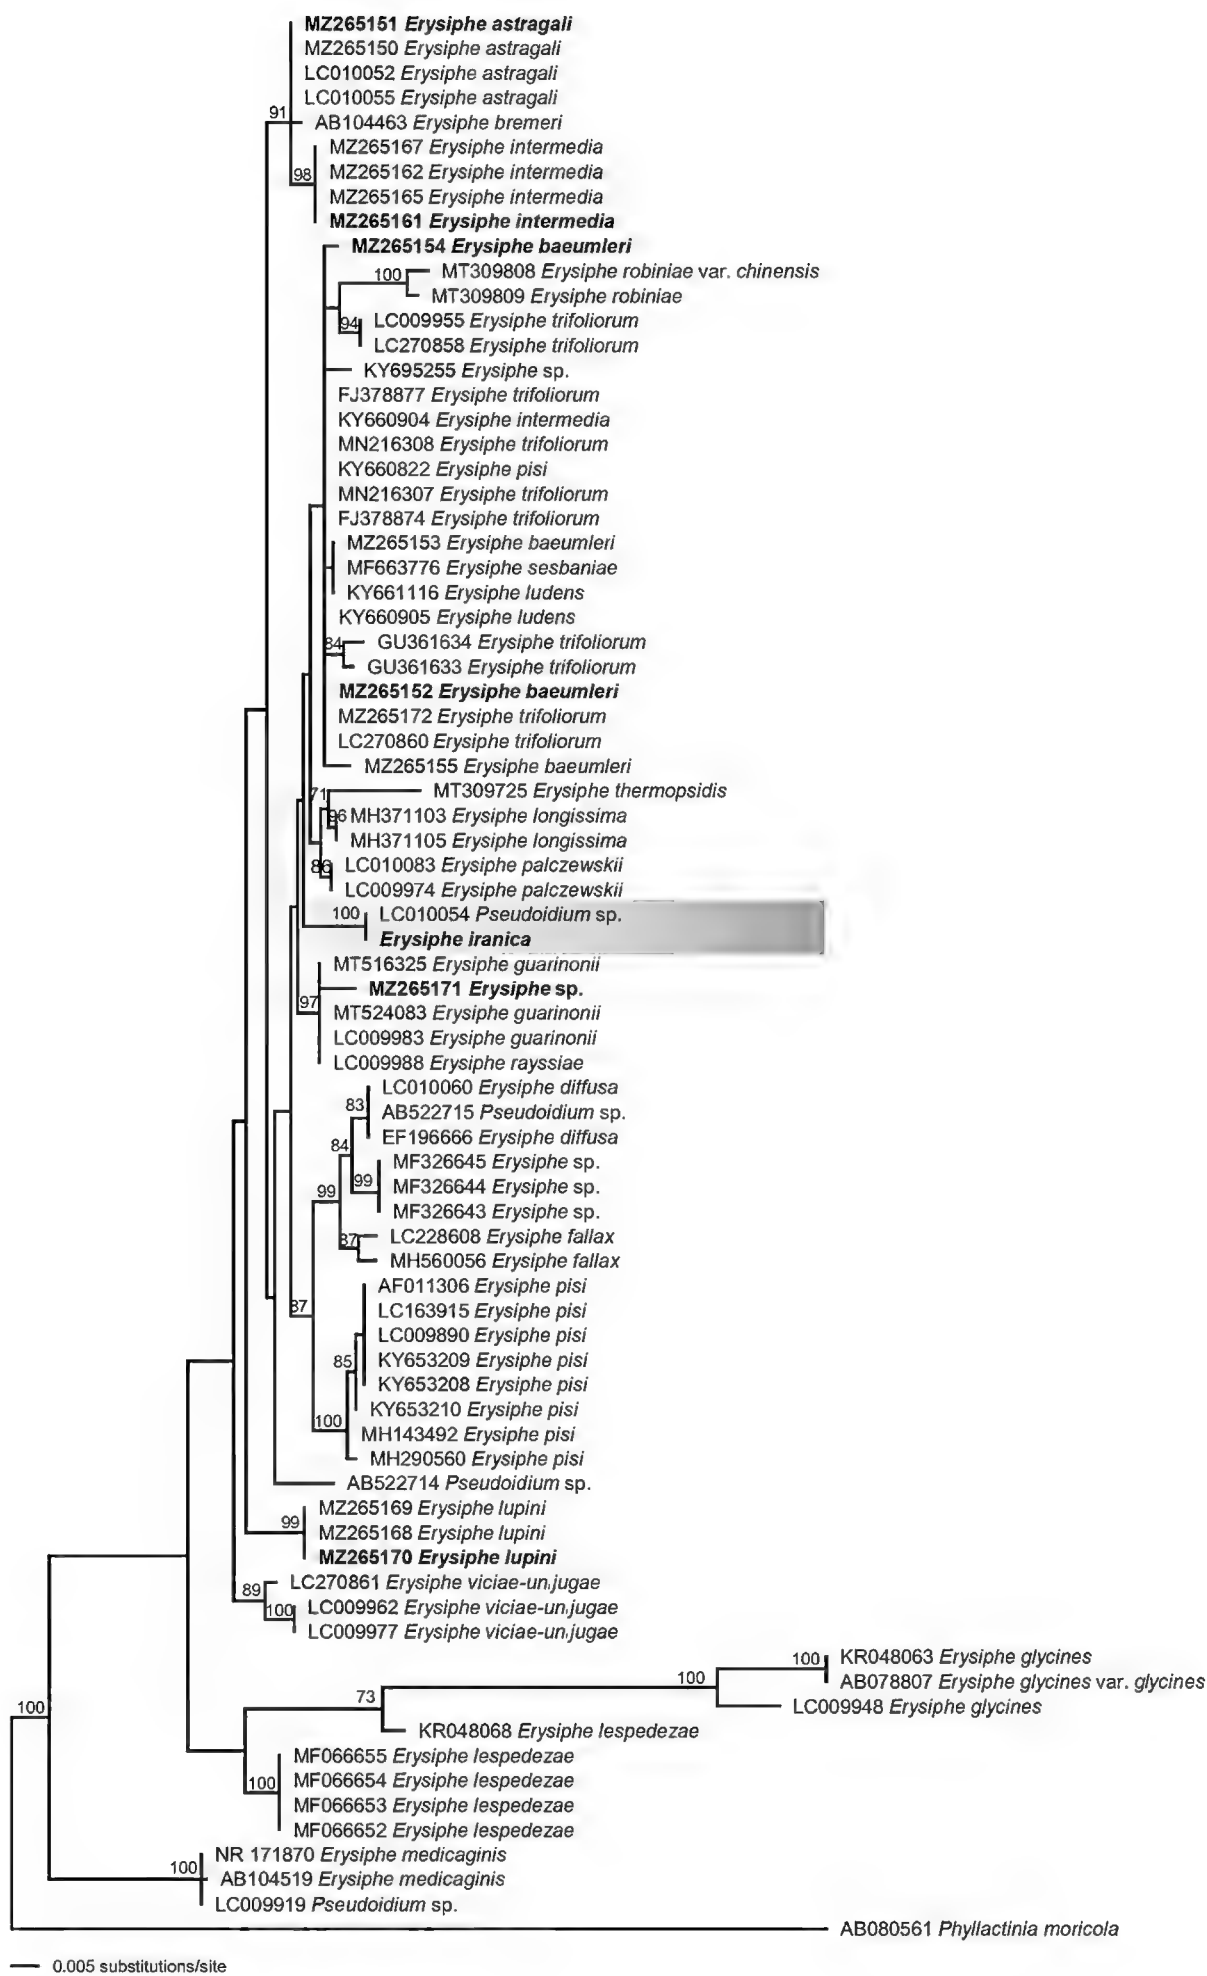 MZ265151 Erysiphe astragali
MZ265150 Erysiphe astragali
LC010052 Erysiphe astragali
LC010055 Erysiphe astragali
91
AB104463 Erysiphe bremeri
MZ265167 Erysiphe intermedia
98 MZ265162 Erysiphe intermedia
MZ265165 Erysiphe intermedia
MZ265161 Erysiphe intermedia
MZ265154 Erysiphe baeumleri
100 MT309808 Erysiphe robiniae var. chinensis
MT309809 Erysiphe robiniae
94 LC009955 Erysiphe trifoliorum
LC270858 Erysiphe trifoliorum
KY695255 Erysiphe sp.
FJ378877 Erysiphe trifoliorum
KY660904 Erysiphe intermedia
MN216308 Erysiphe trifoliorum
KY660822 Erysiphe pisi
MN216307 Erysiphe trifoliorum
FJ378874 Erysiphe trifoliorum
MZ265153 Erysiphe baeumleri
MF663776 Erysiphe sesbaniae
KY661116 Erysiphe ludens
KY660905 Erysiphe ludens
84 GU361634 Erysiphe trifoliorum
GU361633 Erysiphe trifoliorum
MZ265152 Erysiphe baeumleri
MZ265172 Erysiphe trifoliorum
LC270860 Erysiphe trifoliorum
MZ265155 Erysiphe baeumleri
71 MT309725 Erysiphe thermopsidis
96 MH371103 Erysiphe longissima
MH371105 Erysiphe longissima
86 LC010083 Erysiphe palczewskii
LC009974 Erysiphe palczewskii
100 LC010054 Pseudoidium sp.
Erysiphe iranica
MT516325 Erysiphe guarinonii
MZ265171 Erysiphe sp.
97 MT524083 Erysiphe guarinonii
LC009983 Erysiphe guarinonii
LC009988 Erysiphe rayssiae
LC010060 Erysiphe diffusa
83 AB522715 Pseudoidium sp.
EF196666 Erysiphe diffusa
84 MF326645 Erysiphe sp.
99 99 MF326644 Erysiphe sp.
MF326643 Erysiphe sp.
87 LC228608 Erysiphe fallax
MH560056 Erysiphe fallax
AF011306 Erysiphe pisi
87 LC163915 Erysiphe pisi
LC009890 Erysiphe pisi
85 KY653209 Erysiphe pisi
KY653208 Erysiphe pisi
KY653210 Erysiphe pisi
100 MH143492 Erysiphe pisi
MH290560 Erysiphe pisi
AB522714 Pseudoidium sp.
MZ265169 Erysiphe lupini
99 MZ265168 Erysiphe lupini
MZ265170 Erysiphe lupini
89 LC270861 Erysiphe viciae-unijugae
100 LC009962 Erysiphe viciae-unijugae
LC009977 Erysiphe viciae-unijugae
100 KR048063 Erysiphe glycines
100 AB078807 Erysiphe glycines var. glycines
73 LC009948 Erysiphe glycines
100
KR048068 Erysiphe lespedezae
MF066655 Erysiphe lespedezae
100 MF066654 Erysiphe lespedezae
MF066653 Erysiphe lespedezae
MF066652 Erysiphe lespedezae
NR 171870 Erysiphe medicaginis
100 AB104519 Erysiphe medicaginis
LC009919 Pseudoidium sp.
AB080561 Phyllactinia moricola
0.005 substitutions/site